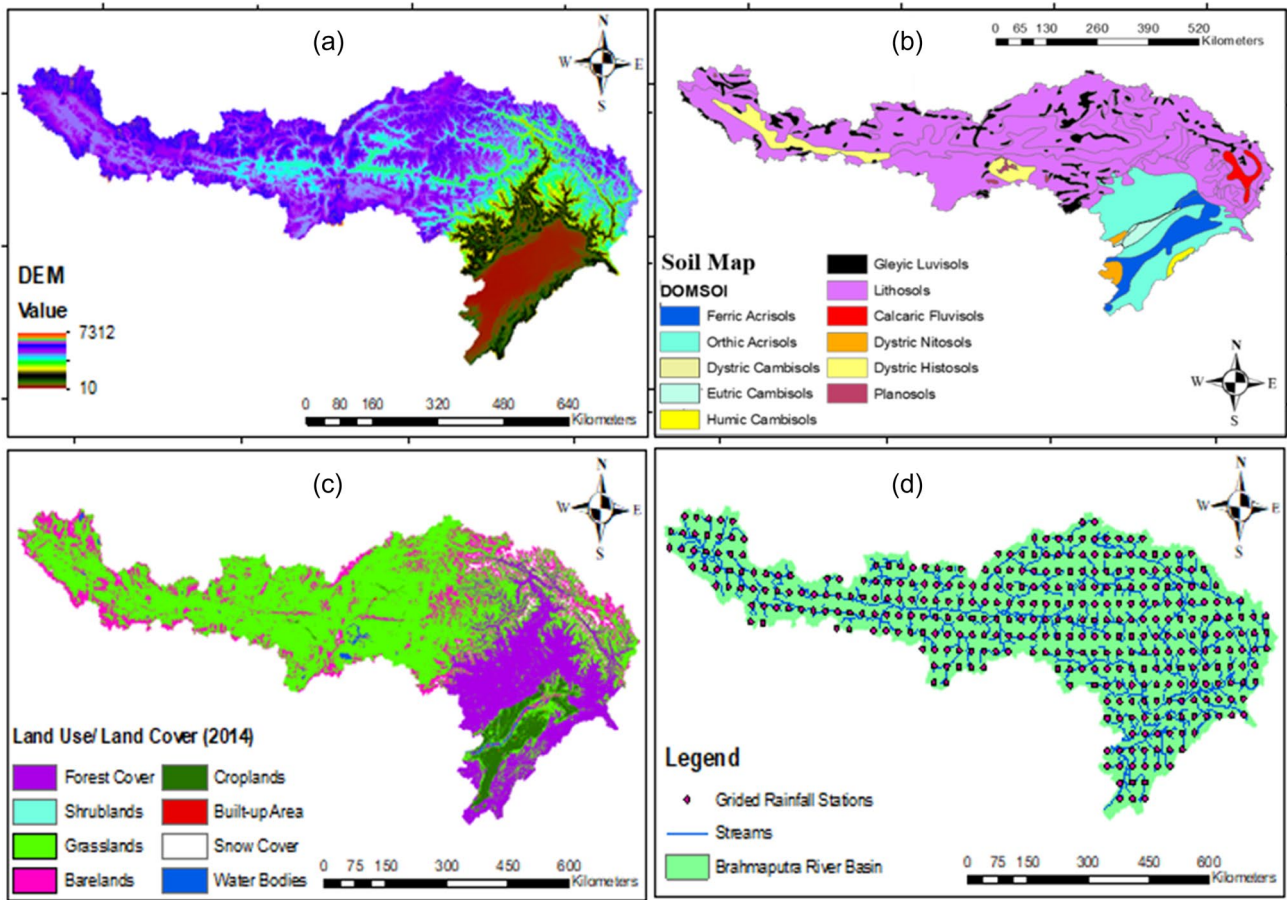 (a)
N
W E
S
DEM
Value
7312
10
0 80 160 320 480 640
Kilometers
(b)
0 65 130 260 390 520
Kilometers
Soil Map
DOMSOI
Ferric Acrisols
Orthic Acrisols
Dystric Cambisols
Eutric Cambisols
Humic Cambisols
Gleyic Luvisols
Lithosols
Calcaric Fluvisols
Dystric Nitosols
Dystric Histosols
Planosols
N
W E
S
(c)
N
W E
S
Land Use/ Land Cover (2014)
Forest Cover
Shrublands
Grasslands
Barelands
Croplands
Built-up Area
Snow Cover
Water Bodies
0 75 150 300 450 600
Kilometers
(d)
N
W E
S
Legend
Grided Rainfall Stations
Streams
Brahmaputra River Basin
0 75 150 300 450 600
Kilometers